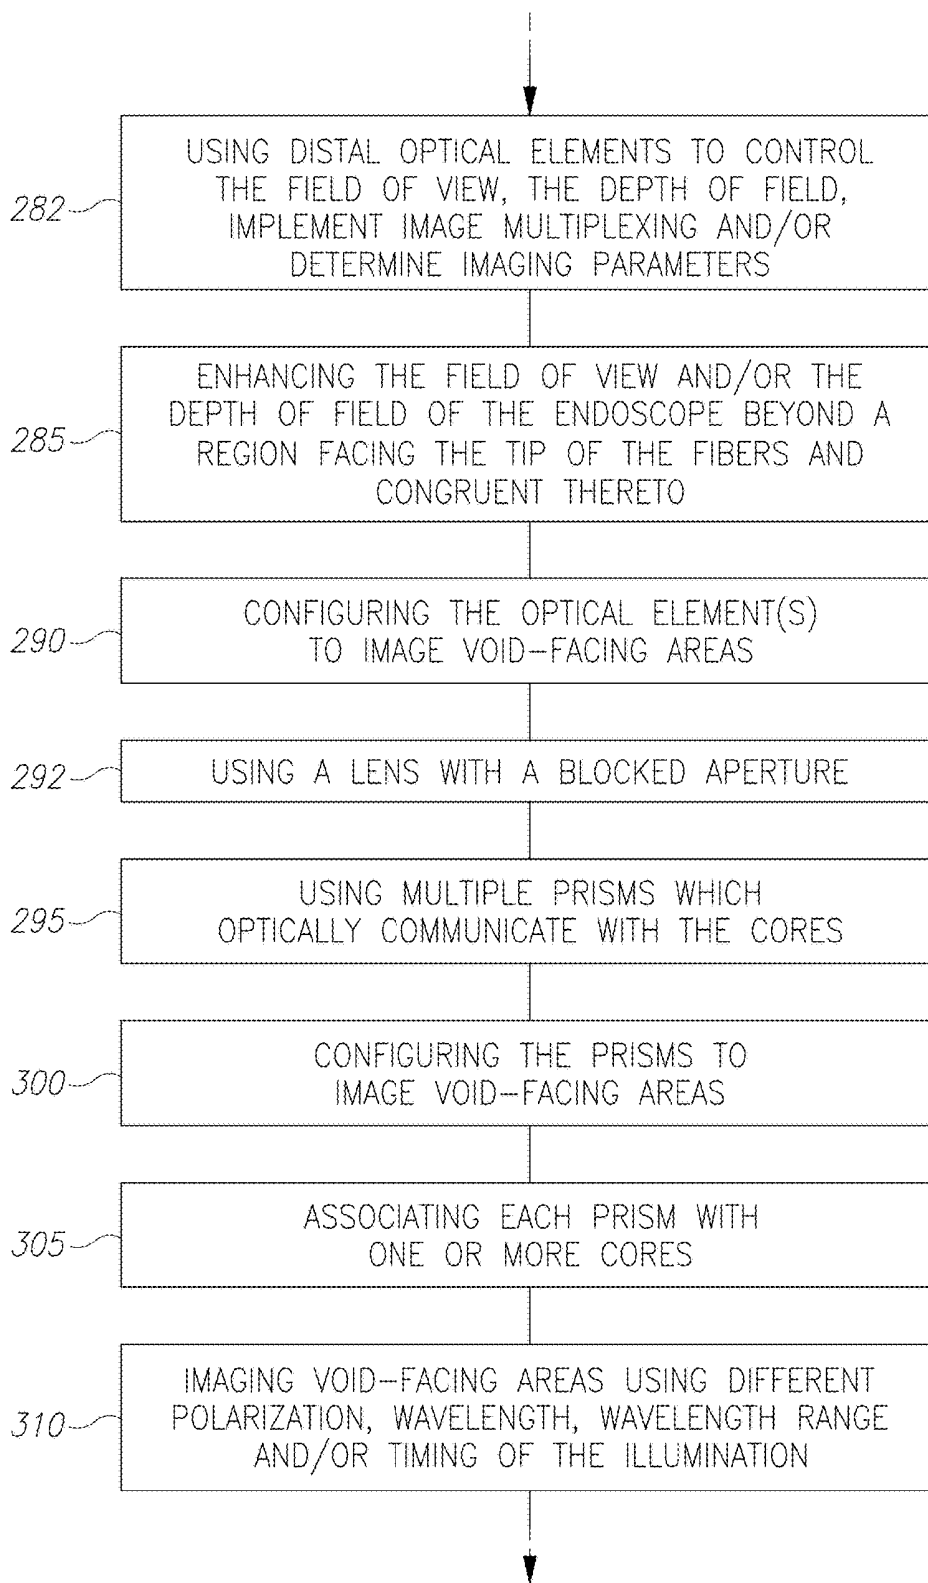 USING DISTAL OPTICAL ELEMENTS TO CONTROL
THE FIELD OF VIEW, THE DEPTH OF FIELD,
282
IMPLEMENT IMAGE MULTIPLEXING AND/OR
DETERMINE IMAGING PARAMETERS
ENHANCING THE FIELD OF VIEW AND/OR THE
DEPTH OF FIELD OF THE ENDOSCOPE BEYOND A
285
REGION FACING THE TIP OF THE FIBERS AND
CONGRUENT THERETO
290
CONFIGURING THE OPTICAL ELEMENT(S)
TO IMAGE VOID-FACING AREAS
292
USING A LENS WITH A BLOCKED APERTURE
295
USING MULTIPLE PRISMS WHICH
OPTICALLY COMMUNICATE WITH THE CORES
300
CONFIGURING THE PRISMS TO
IMAGE VOID-FACING AREAS
305
ASSOCIATING EACH PRISM WITH
ONE OR MORE CORES
310
IMAGING VOID-FACING AREAS USING DIFFERENT
POLARIZATION, WAVELENGTH, WAVELENGTH RANGE
AND/OR TIMING OF THE ILLUMINATION